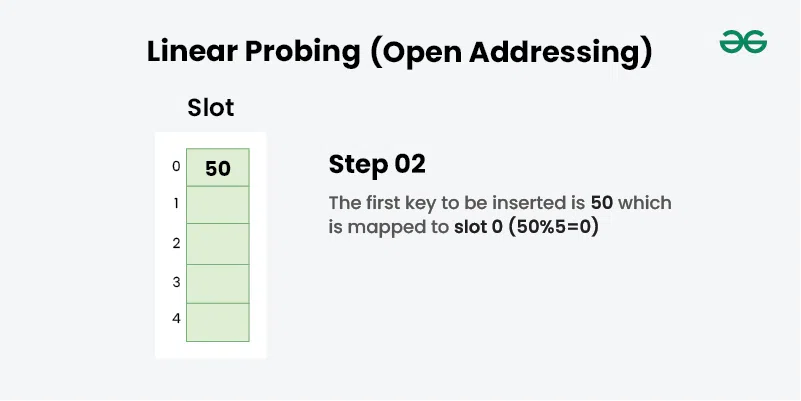 Linear Probing (Open Addressing)
Slot
0 50
1
2
3
4
Step 02
The first key to be inserted is 50 which
is mapped to slot 0 (50%5=0)